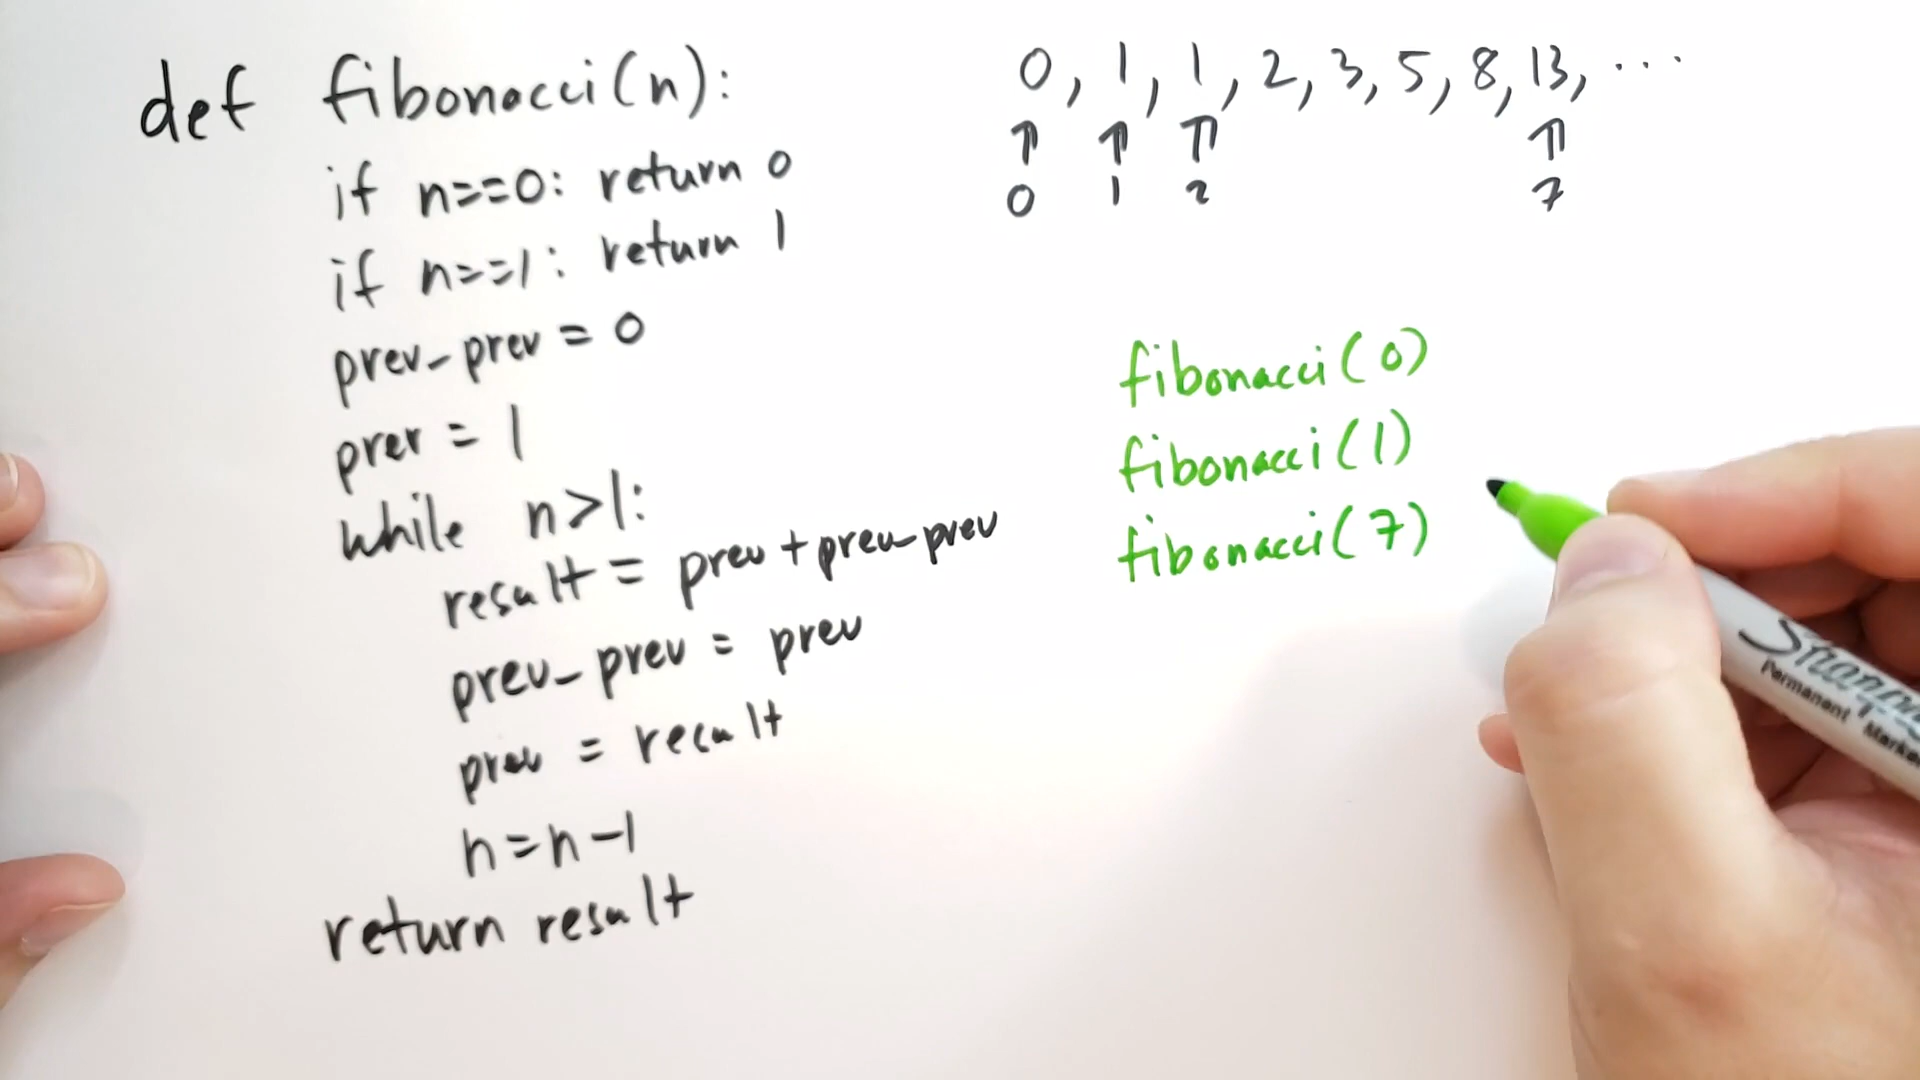 def fibonacci(n):
if n==0: return 0
if n==1: return 1
prev_prev = 0
prev = 1
while n>1:
result = prev + prev_prev
prev_prev = prev
prev = result
n=n-1
return result
0, 1, 1, 2, 3, 5, 8, 13, ...
↑ ↑ ↑ ↑
0 1 2 7
fibonacci(0)
fibonacci(1)
fibonacci(7)
Permanent